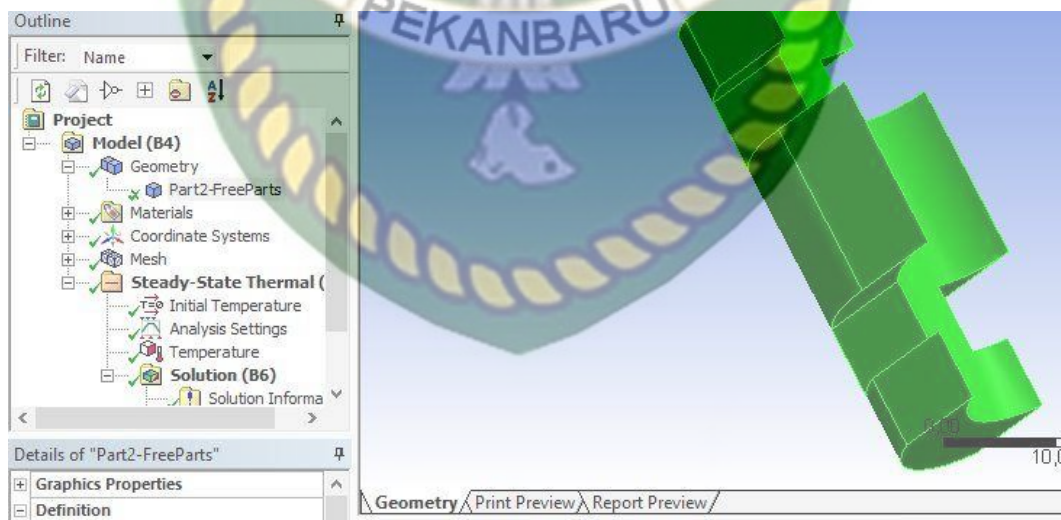 Outline
Filter: Name
Project
Model (B4)
Geometry
Part2-FreeParts
Materials
Coordinate Systems
Mesh
Steady-State Thermal (
Initial Temperature
Analysis Settings
Temperature
Solution (B6)
Solution Informa
Details of "Part2-FreeParts"
Graphics Properties
Definition
PEKANBARU
0,00
10,0
Geometry Print Preview Report Preview